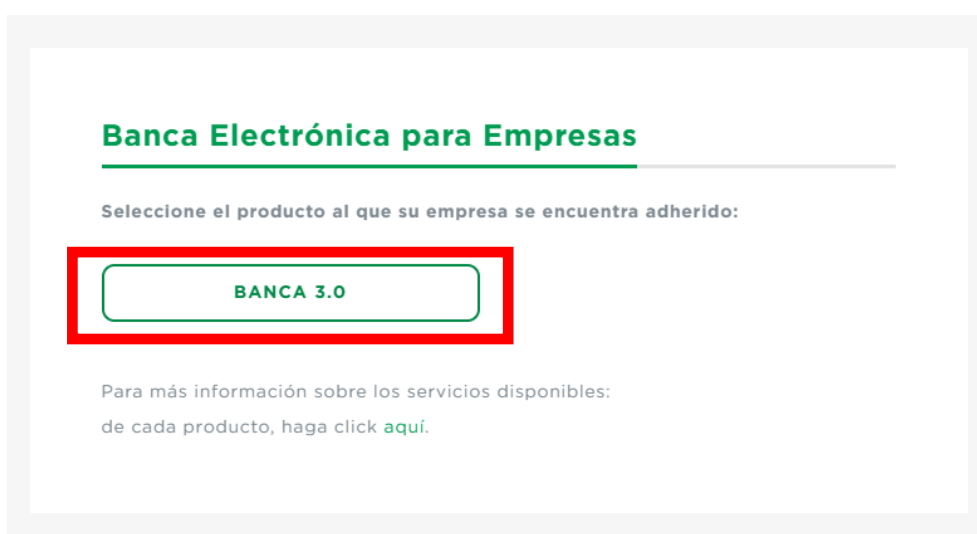 Banca Electrónica para Empresas
Seleccione el producto al que su empresa se encuentra adherido:
BANCA 3.0
Para más información sobre los servicios disponibles:
de cada producto, haga click aquí.